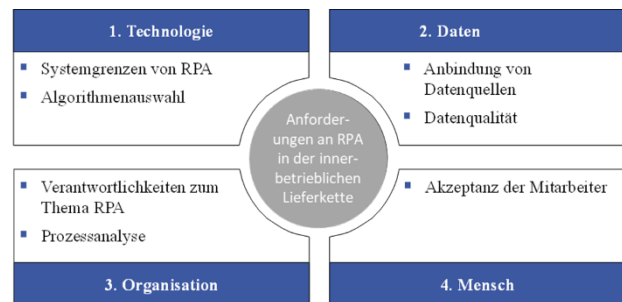 1. Technologie
Systemgrenzen von RPA
Algorithmenauswahl
2. Daten
Anbindung von
Datenquellen
Datenqualität
Anforder-
ungen an RPA
in der inner-
betrieblichen
Lieferkette
Verantwortlichkeiten zum
Thema RPA
Prozessanalyse
3. Organisation
Akzeptanz der Mitarbeiter
4. Mensch